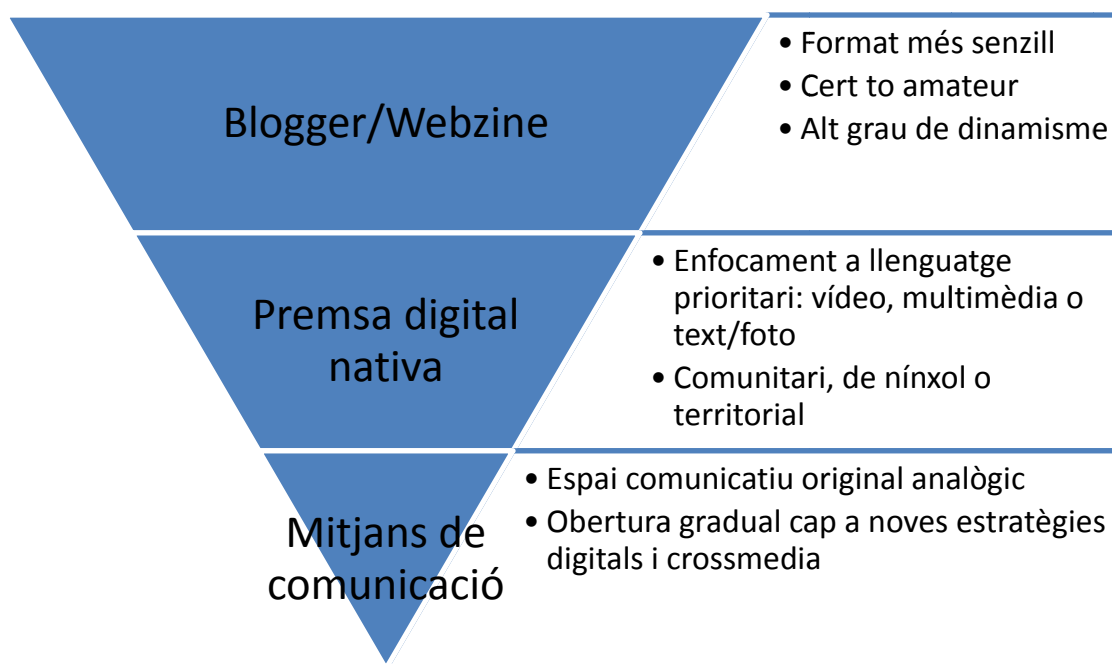 Blogger/Webzine
• Format més senzill
• Cert to amateur
• Alt grau de dinamisme
Premsa digital
nativa
• Enfocament a llenguatge
prioritari: vídeo, multimèdia o
text/foto
• Comunitari, de nínxol o
territorial
Mitjans de
comunicació
• Espai comunicatiu original analògic
• Obertura gradual cap a noves estratègies
digitals i crossmedia